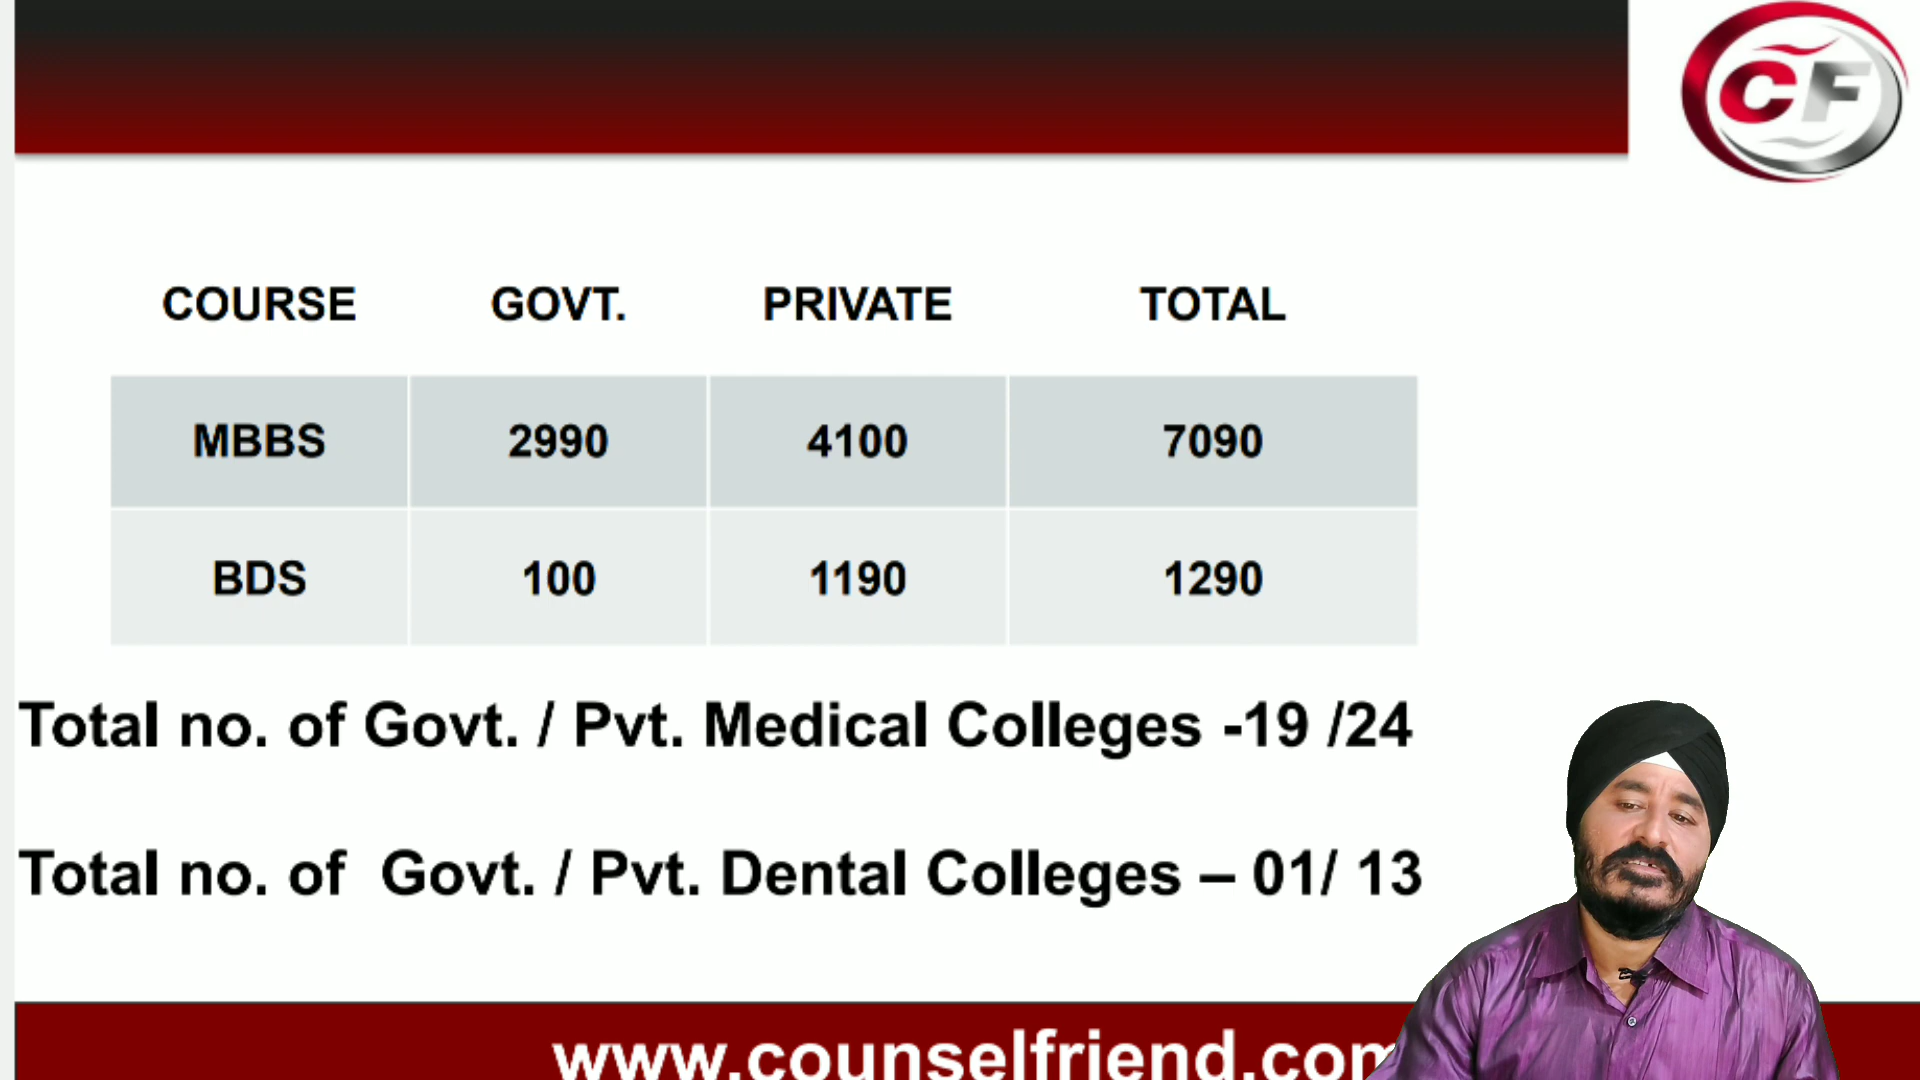 CF
COURSE GOVT. PRIVATE TOTAL
MBBS 2990 4100 7090
BDS 100 1190 1290
Total no. of Govt. / Pvt. Medical Colleges -19 /24
Total no. of Govt. / Pvt. Dental Colleges – 01/ 13
www.counselfriend.com